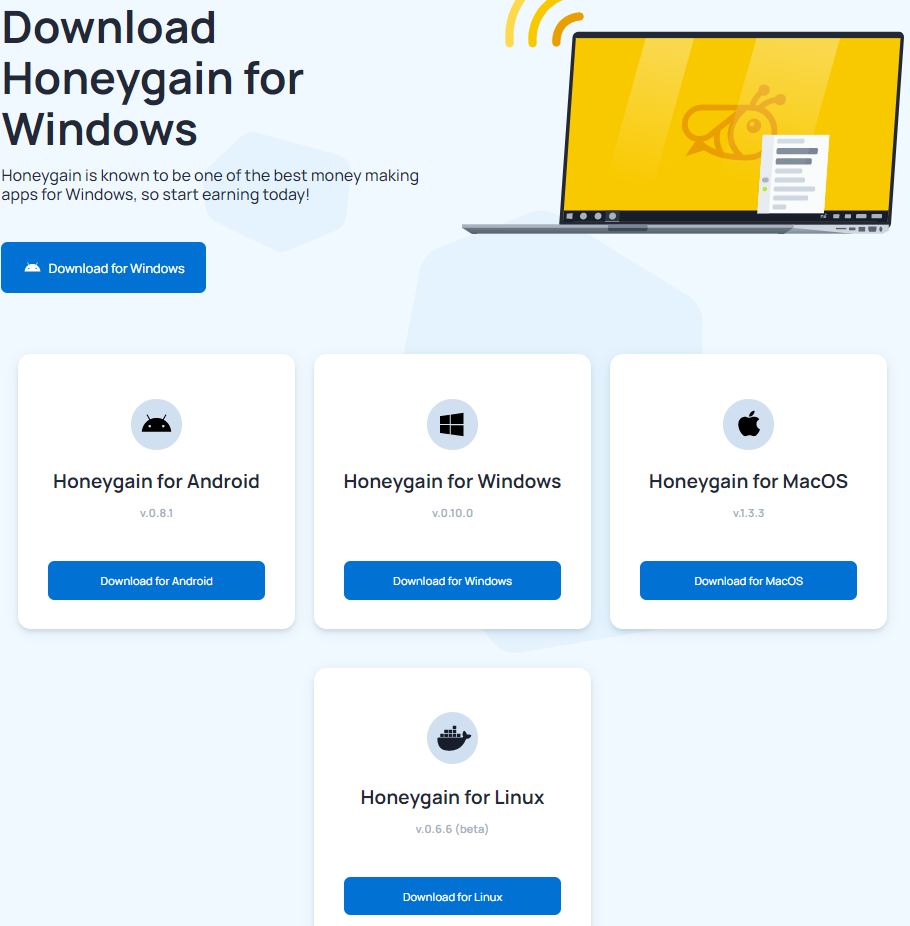 Download
Honeygain for
Windows
Honeygain is known to be one of the best money making
apps for Windows, so start earning today!
Download for Windows
Honeygain for Android
v.0.8.1
Download for Android
Honeygain for Windows
v.0.10.0
Download for Windows
Honeygain for MacOS
v.1.3.3
Download for MacOS
Honeygain for Linux
v.0.6.6 (beta)
Download for Linux